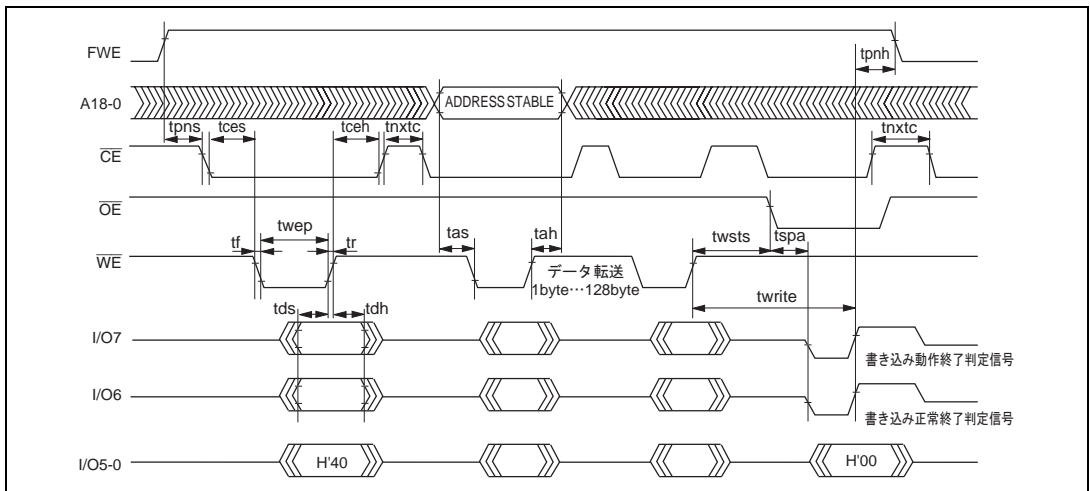 FWE
tpnh
A18-0
ADDRESS STABLE
tpns
tces
tceh
tnxtc
tnxtc
CE
OE
twep
tf
tr
tas
tah
twsts
tspa
WE
データ転送
1byte…128byte
twrite
tds
tdh
I/O7
書き込み動作終了判定信号
I/O6
書き込み正常終了判定信号
I/O5-0
H'40
H'00